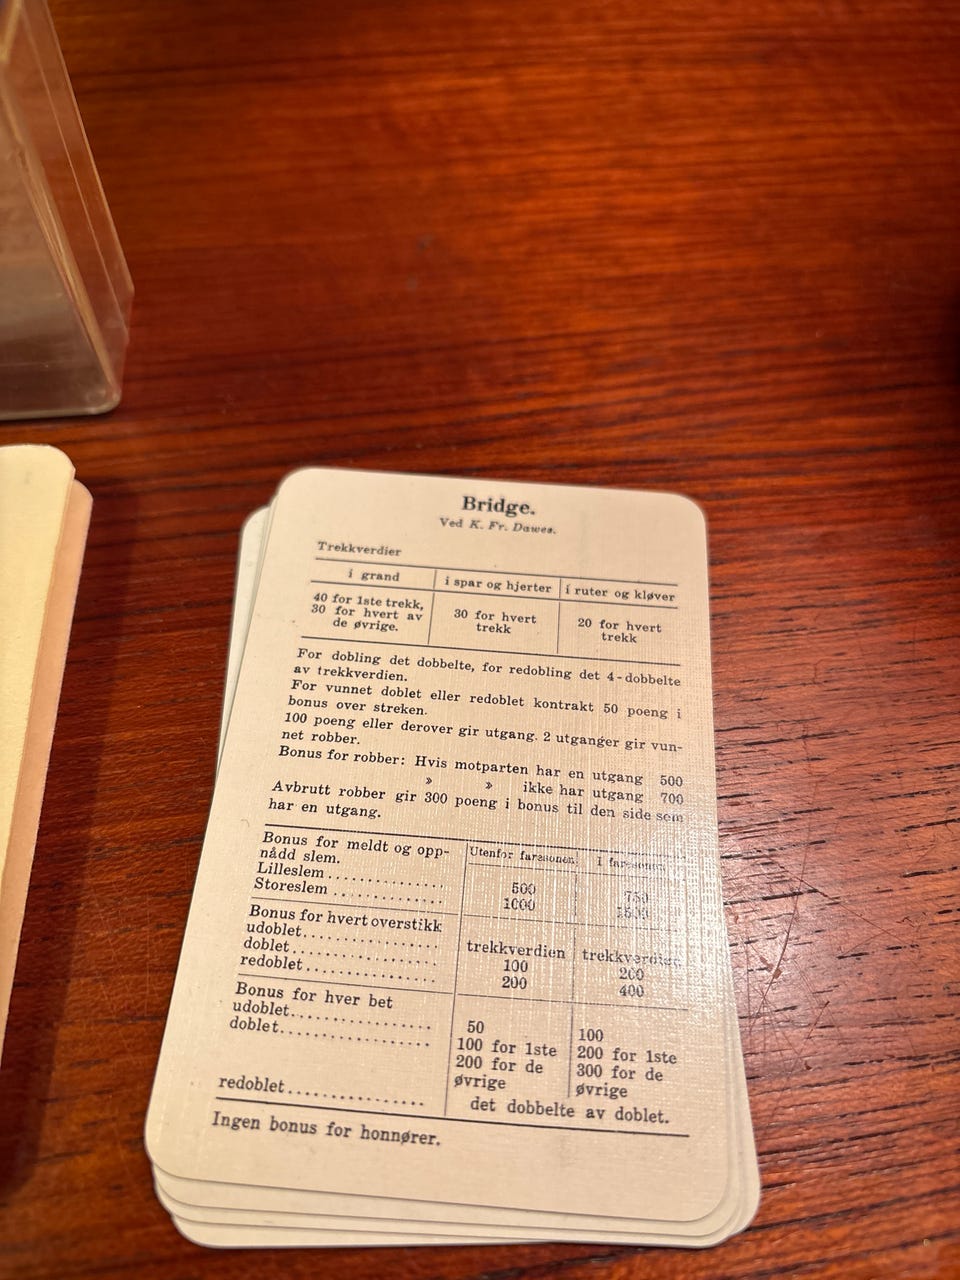 Bridge.
Ved K. Fr. Dawes.
Trekkverdier
i grand | i spar og hjerter | i ruter og kløver
40 for 1ste trekk, 30 for hvert av de øvrige. | 30 for hvert trekk | 20 for hvert trekk
For dobling det dobbelte, for redobling det 4-dobbelte
av trekkverdien.
For vunnet doblet eller redoblet kontrakt 50 poeng i
bonus over streken.
100 poeng eller derover gir utgang. 2 utganger gir vun-
net robber.
Bonus for robber: Hvis motparten har en utgang 500
» » ikke har utgang 700
Avbrutt robber gir 300 poeng i bonus til den side som
har en utgang.
Bonus for meldt og opp- | Utenfor faresonen | I faresonen
nådd slem.
Lilleslem .............. 500 | 750
Storeslem .............. 1000 | 1500
Bonus for hvert overstikk
udoblet................ trekkverdien | trekkverdien
doblet................. 100 | 200
redoblet............... 200 | 400
Bonus for hver bet
udoblet................ 50 | 100
doblet................. 100 for 1ste | 200 for 1ste
200 for de | 300 for de
øvrige | øvrige
redoblet............... det dobbelte av doblet.
Ingen bonus for honnører.